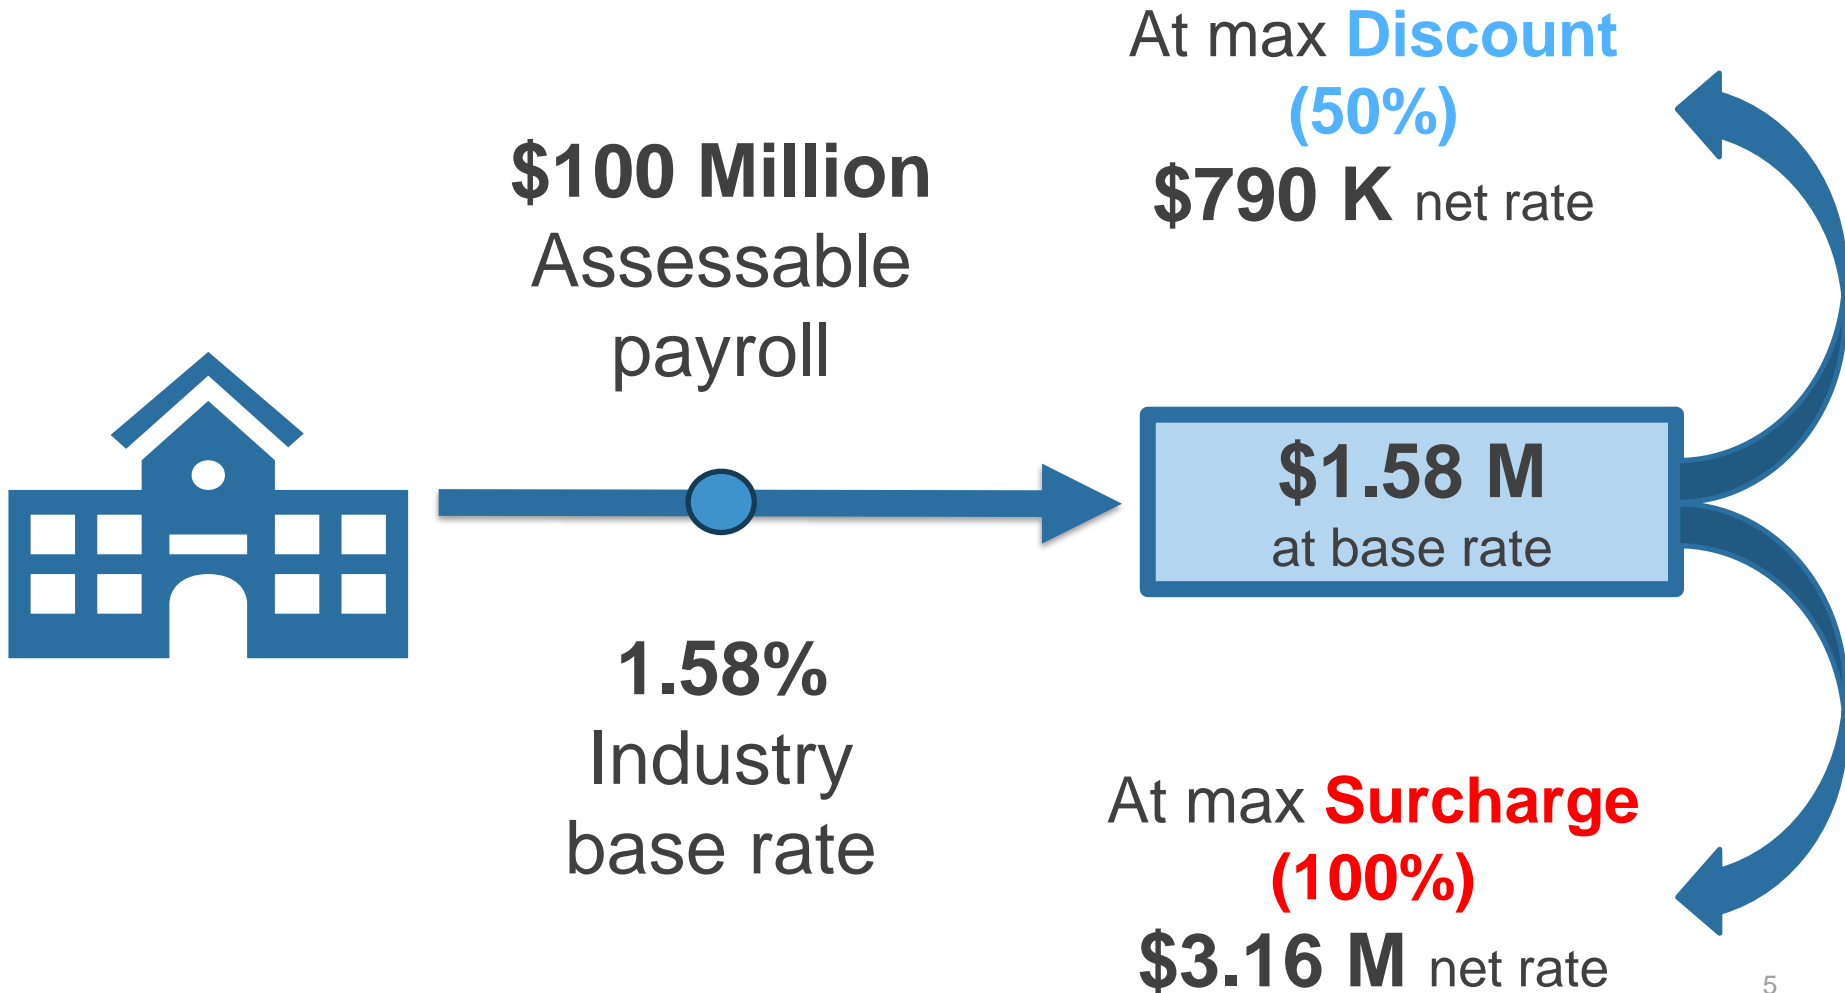 $100 Million
Assessable
payroll
1.58%
Industry
base rate
$1.58 M
at base rate
At max Discount
(50%)
$790 K net rate
At max Surcharge
(100%)
$3.16 M net rate
5